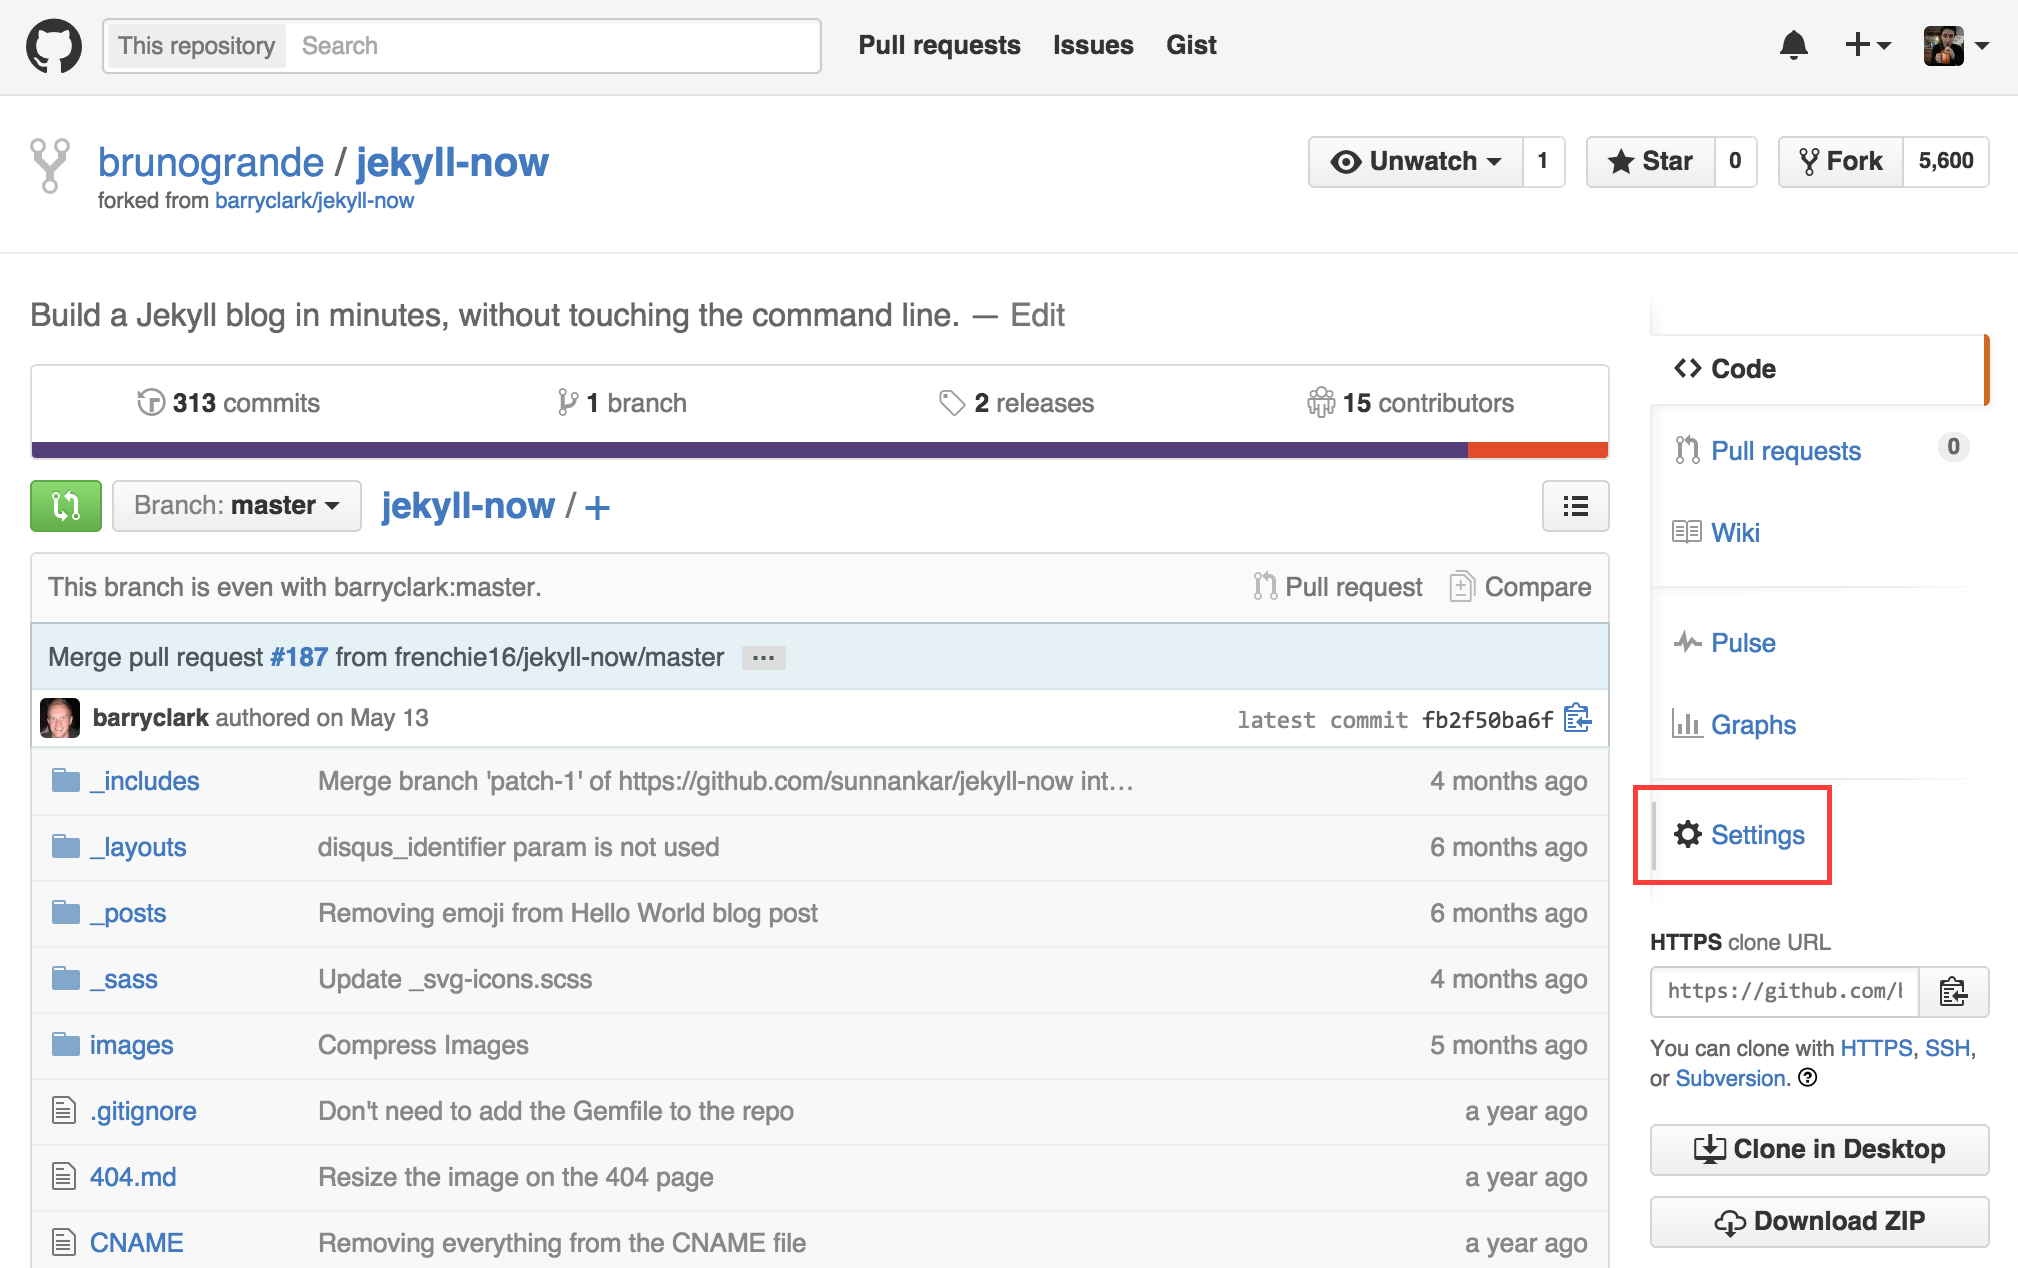 This repository Search Pull requests Issues Gist
brunogrande / jekyll-now
forked from barryclark/jekyll-now
Unwatch 1 Star 0 Fork 5,600
Build a Jekyll blog in minutes, without touching the command line. — Edit
313 commits 1 branch 2 releases 15 contributors
Branch: master jekyll-now / +
This branch is even with barryclark:master. Pull request Compare
Merge pull request #187 from frenchie16/jekyll-now/master ...
barryclark authored on May 13 latest commit fb2f50ba6f
_includes Merge branch 'patch-1' of https://github.com/sunnankar/jekyll-now int… 4 months ago
_layouts disqus_identifier param is not used 6 months ago
_posts Removing emoji from Hello World blog post 6 months ago
_sass Update _svg-icons.scss 4 months ago
images Compress Images 5 months ago
.gitignore Don't need to add the Gemfile to the repo a year ago
404.md Resize the image on the 404 page a year ago
CNAME Removing everything from the CNAME file a year ago
Code
Pull requests 0
Wiki
Pulse
Graphs
Settings
HTTPS clone URL
https://github.com/
You can clone with HTTPS, SSH,
or Subversion.
Clone in Desktop
Download ZIP